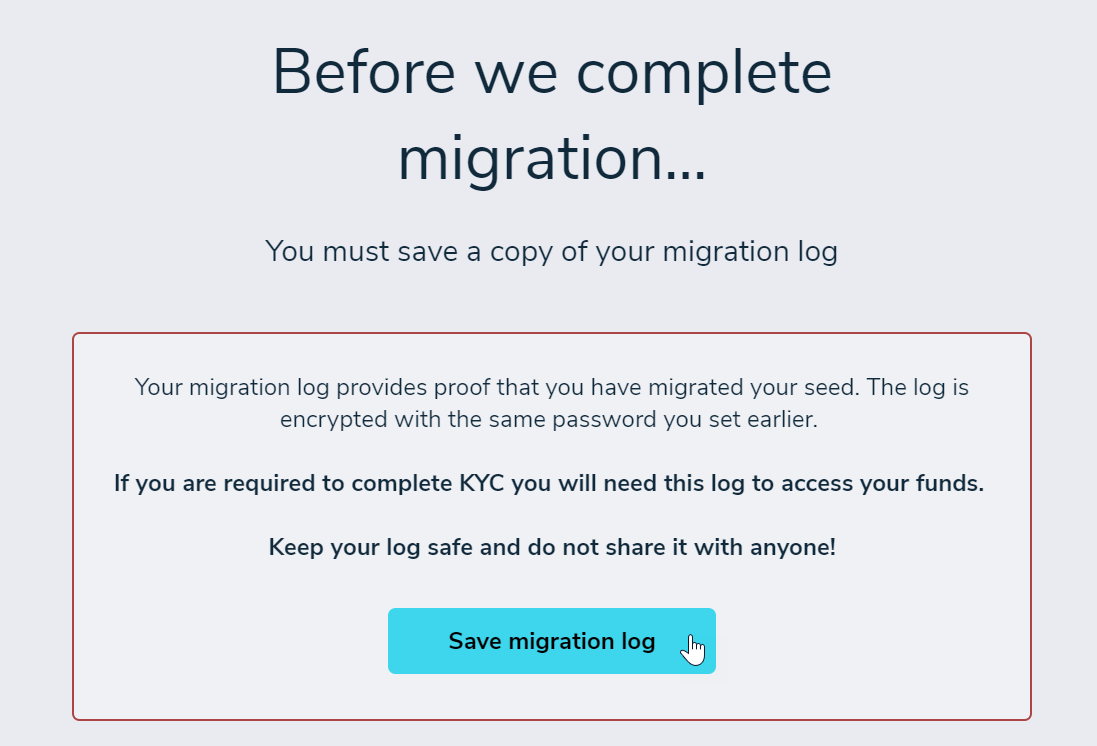 Before we complete
migration...
You must save a copy of your migration log
Your migration log provides proof that you have migrated your seed. The log is
encrypted with the same password you set earlier.
If you are required to complete KYC you will need this log to access your funds.
Keep your log safe and do not share it with anyone!
Save migration log